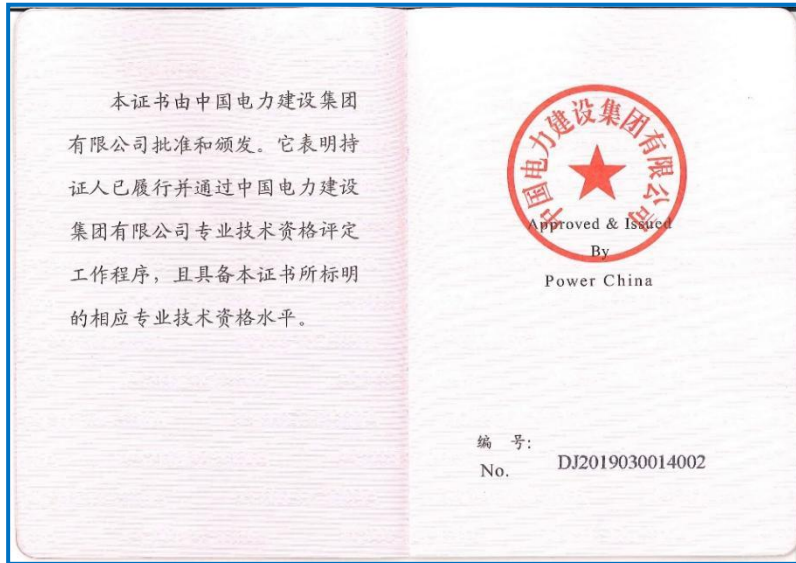 本证书由中国电力建设集团
有限公司批准和颁发。它表明持
证人已履行并通过中国电力建设
集团有限公司专业技术资格评定
工作程序，且具备本证书所标明
的相应专业技术资格水平。
中国电力建设集团有限公司
Approved & Issued
By
Power China
编 号:
No. DJ2019030014002